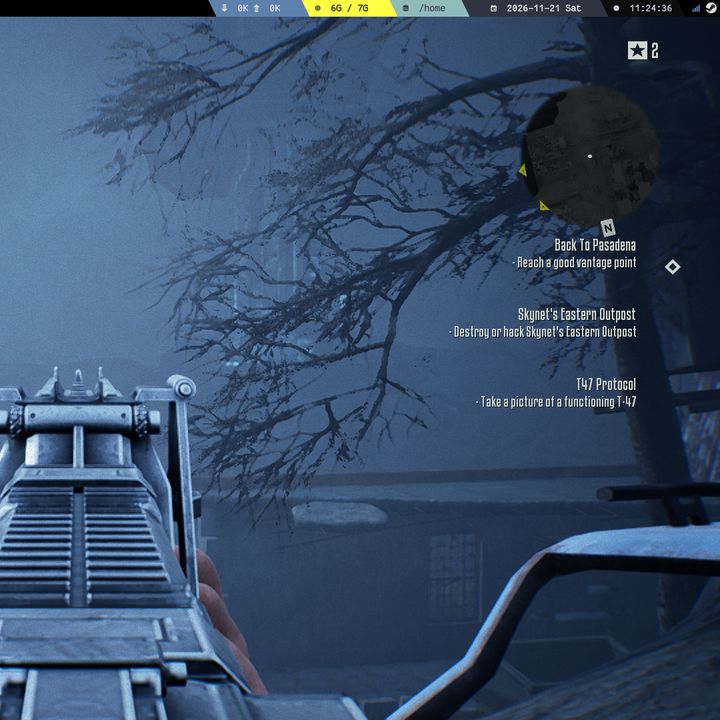 0K 0K 6G / 7G /home 2026-11-21 Sat 11:24:36
2
N
Back To Pasadena
- Reach a good vantage point
Skynet's Eastern Outpost
- Destroy or hack Skynet's Eastern Outpost
T47 Protocol
- Take a picture of a functioning T-47